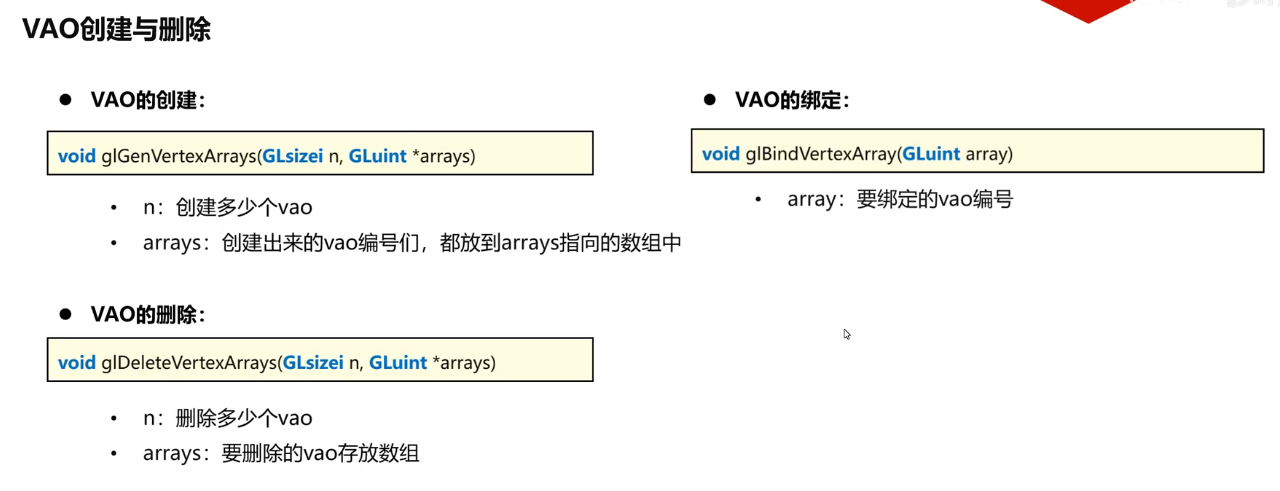 VAO创建与删除
VAO的创建：
void glGenVertexArrays(GLsizei n, GLuint *arrays)
n：创建多少个vao
arrays：创建出来的vao编号们，都放到arrays指向的数组中
VAO的删除：
void glDeleteVertexArrays(GLsizei n, GLuint *arrays)
n：删除多少个vao
arrays：要删除的vao存放数组
VAO的绑定：
void glBindVertexArray(GLuint array)
array：要绑定的vao编号